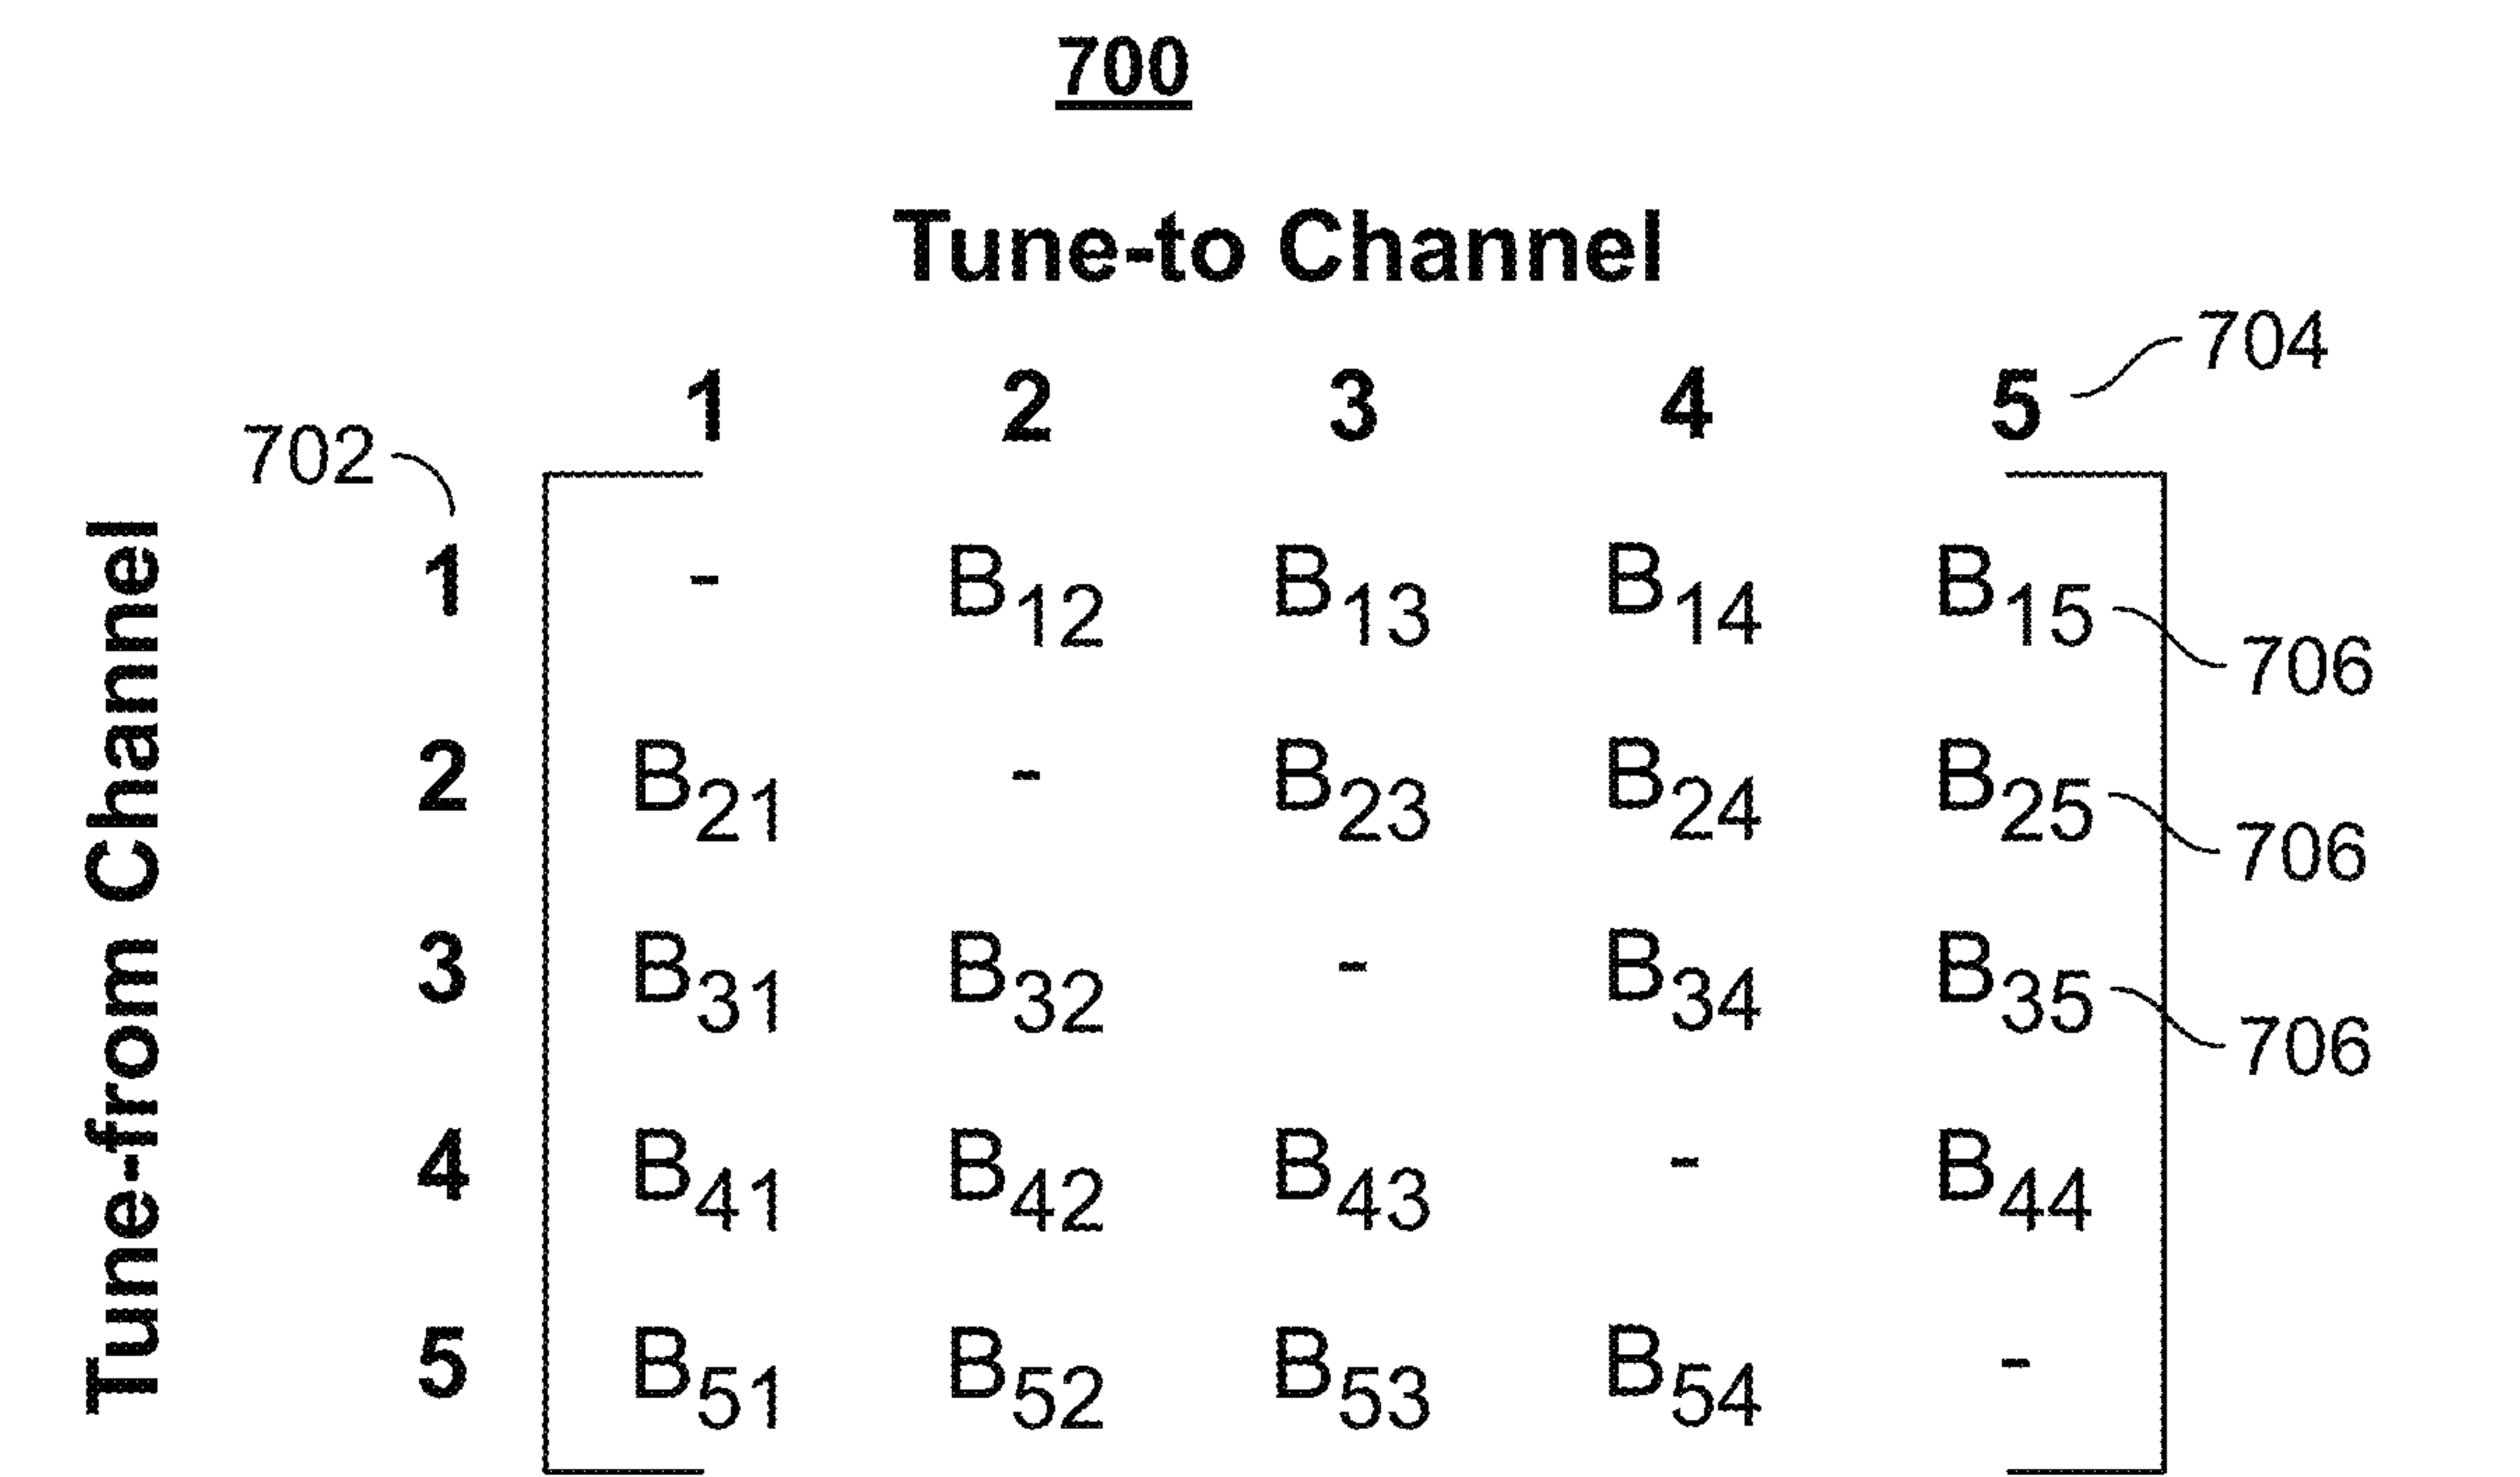 700
Tune-to Channel
1 2 3 4 5 704
702
Tune-from Channel
1 - B12 B13 B14 B15 706
2 B21 - B23 B24 B25 706
3 B31 B32 - B34 B35 706
4 B41 B42 B43 - B44
5 B51 B52 B53 B54 -